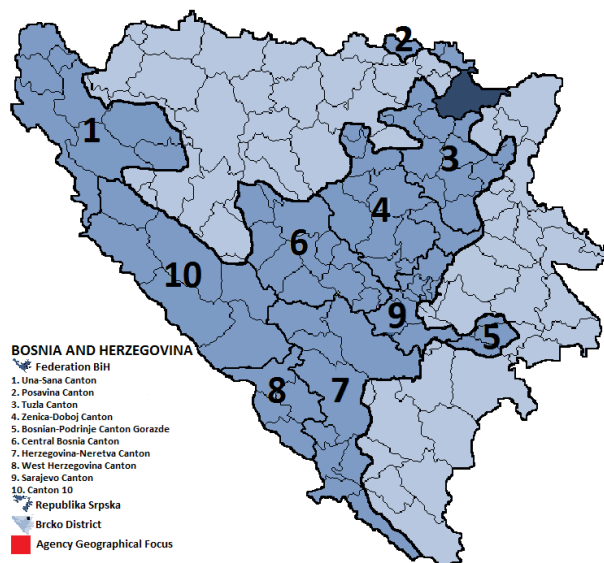 2
1
3
4
6
10
9
5
8
7
BOSNIA AND HERZEGOVINA
Federation BiH
1. Una-Sana Canton
2. Posavina Canton
3. Tuzla Canton
4. Zenica-Doboj Canton
5. Bosnian-Podrinje Canton Gorazde
6. Central Bosnia Canton
7. Herzegovina-Neretva Canton
8. West Herzegovina Canton
9. Sarajevo Canton
10. Canton 10
Republika Srpska
Brcko District
Agency Geographical Focus